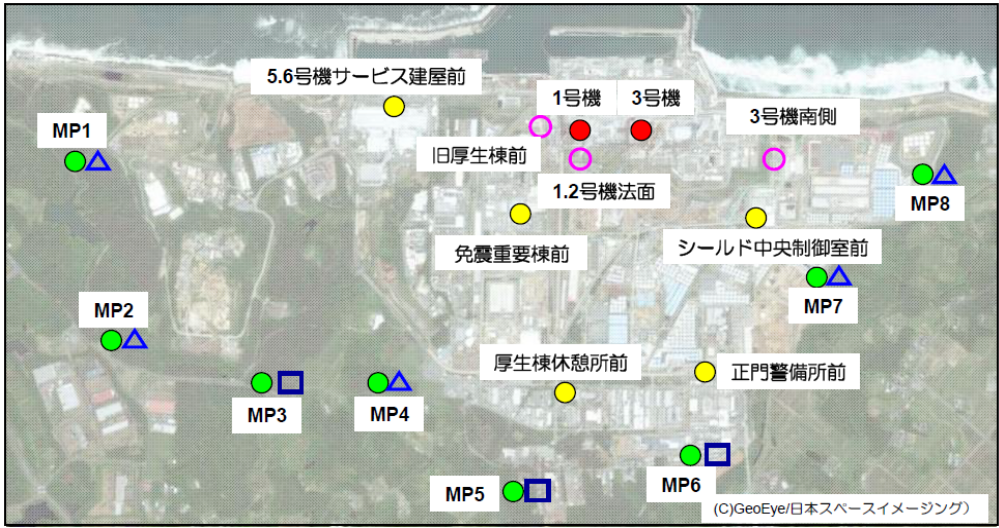 5.6号機サービス建屋前
1号機
3号機
3号機南側
MP1
旧厚生棟前
1.2号機法面
MP8
免震重要棟前
シールド中央制御室前
MP7
MP2
厚生棟休憩所前
正門警備所前
MP3
MP4
MP5
MP6
(C)GeoEye/日本スペースイメージング）